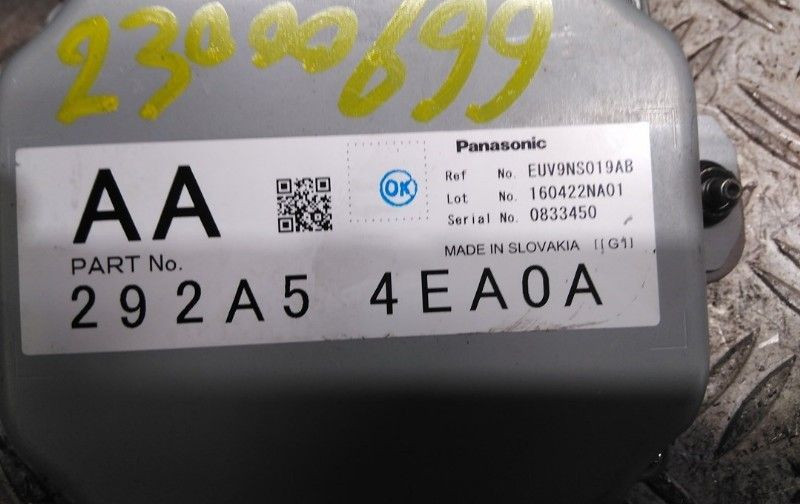 23000699
Panasonic
AA
OK
Ref No. EUV9NS019AB
Lot No. 160422NA01
Serial No. 0833450
MADE IN SLOVAKIA [[G1]
PART No.
292A5 4EA0A